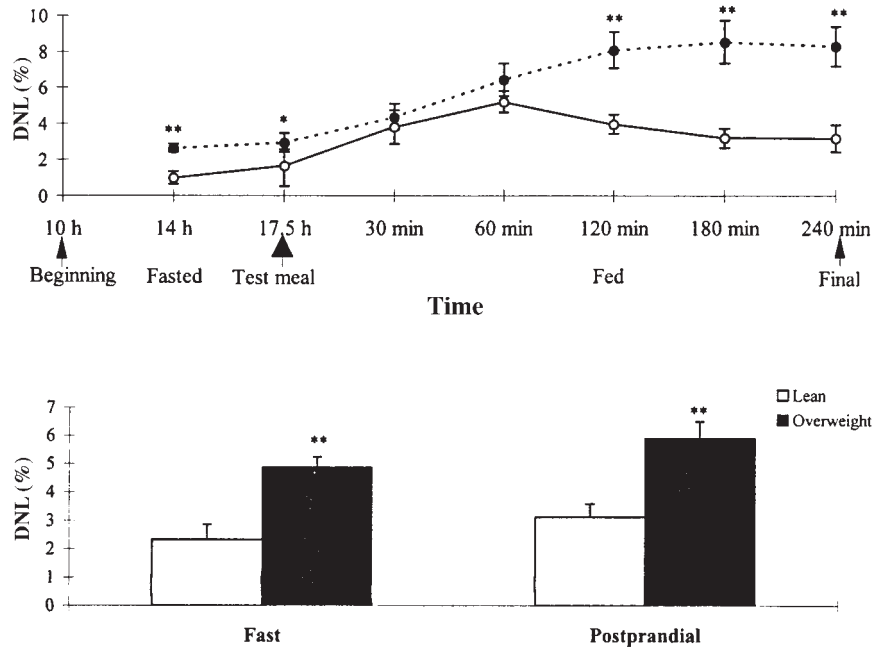 10
8
6
4
2
0
DNL (%)
**
*
**
**
**
10 h
14 h
17.5 h
30 min
60 min
120 min
180 min
240 min
Beginning
Fasted
Test meal
Fed
Final
Time
Lean
Overweight
7
6
5
4
3
2
1
0
DNL (%)
**
**
Fast
Postprandial